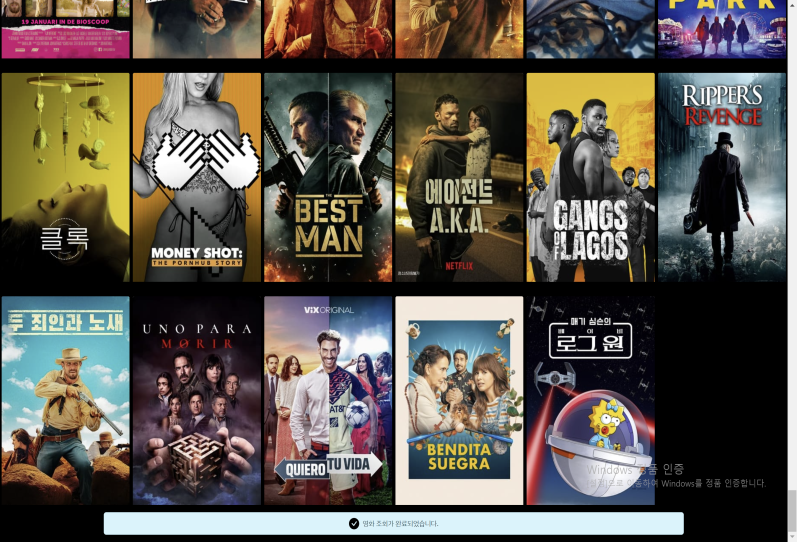 19 JANUARI IN DE BIOSCOOP
PARK
클록
MONEY SHOT:
THE PORNHUB STORY
THE
BEST
MAN
에이전트
A.K.A.
NETFLIX
GANGS
OF
LAGOS
RIPPER'S
REVENGE
두 죄인과 노새
UNO PARA
MORIR
ViX ORIGINAL
AT&T
QUIERO
TU VIDA
BENDITA
SUEGRA
매기 심슨의
로그 원
Windows 정품 인증
[설정]으로 이동하여 Windows를 정품 인증합니다.
영화 조회가 완료되었습니다.